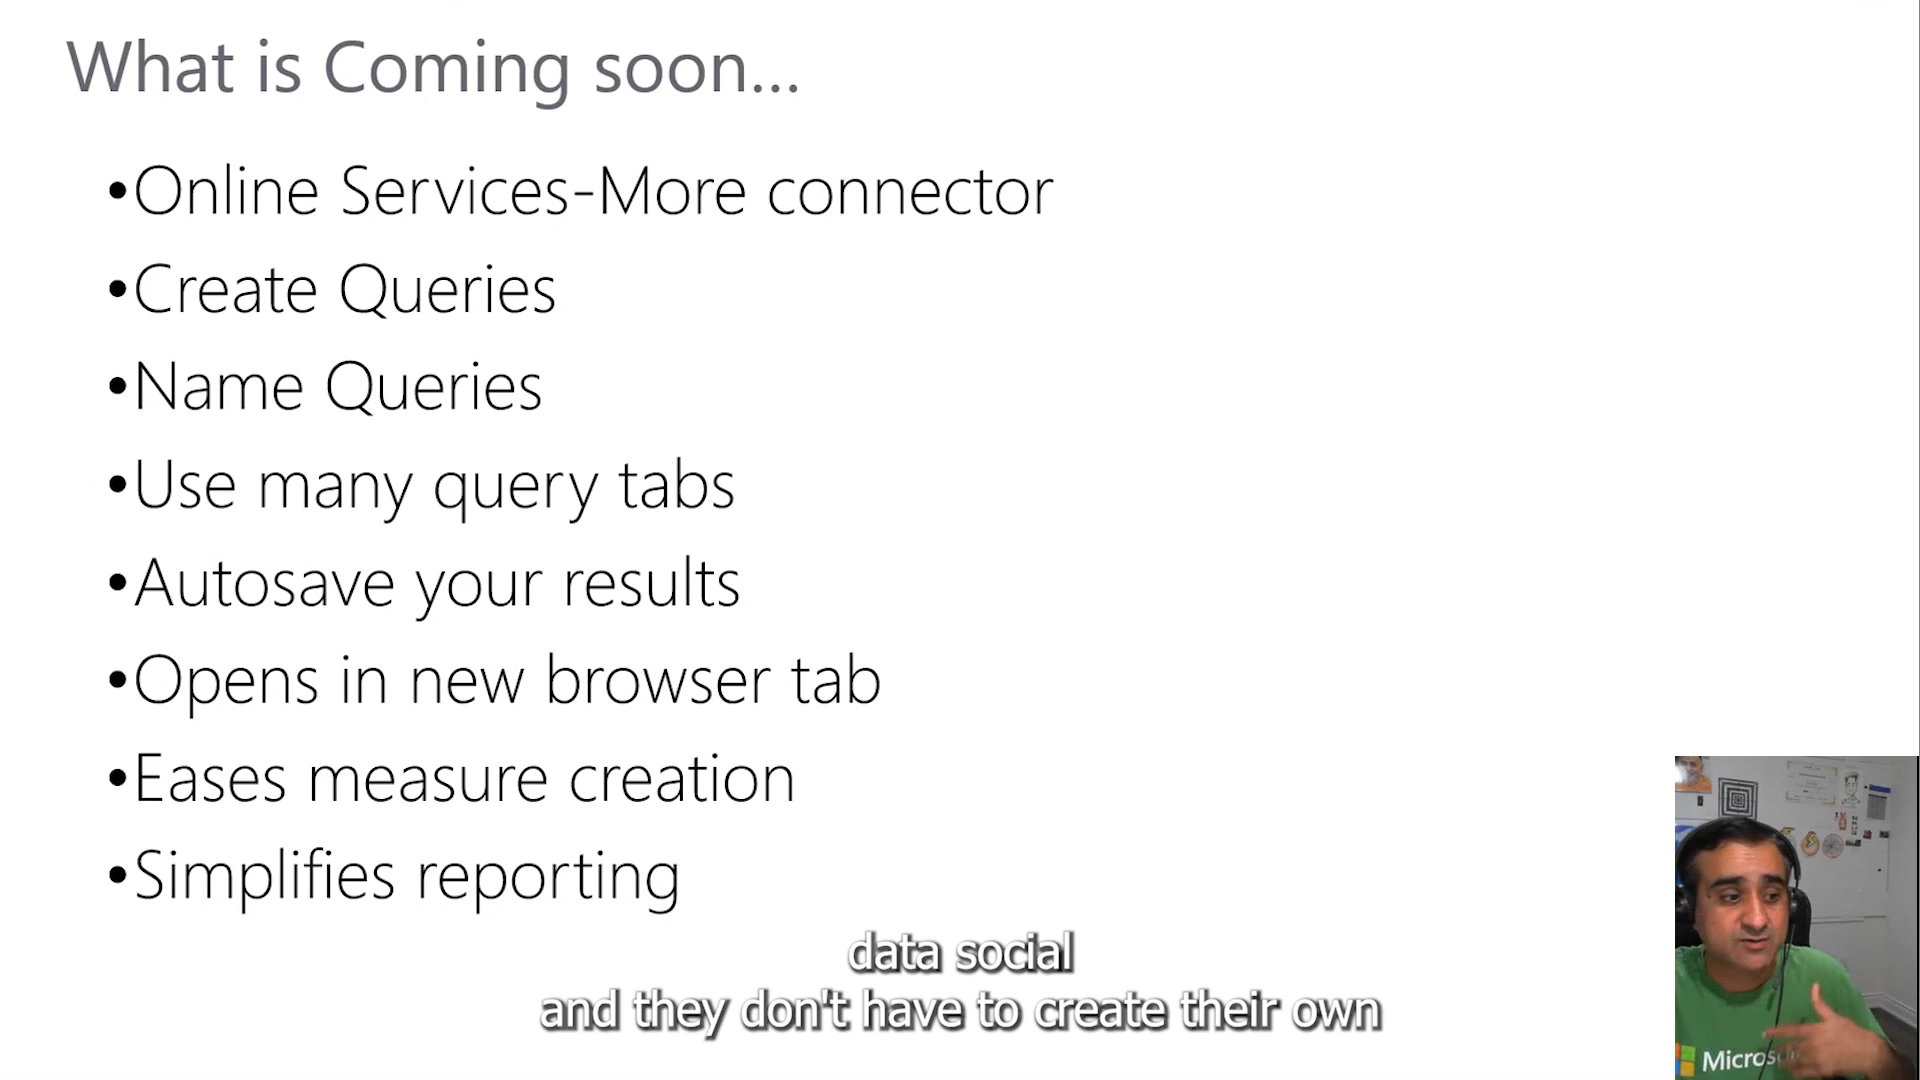 What is Coming soon...
•Online Services-More connector
•Create Queries
•Name Queries
•Use many query tabs
•Autosave your results
•Opens in new browser tab
•Eases measure creation
•Simplifies reporting
data social
and they don't have to create their own